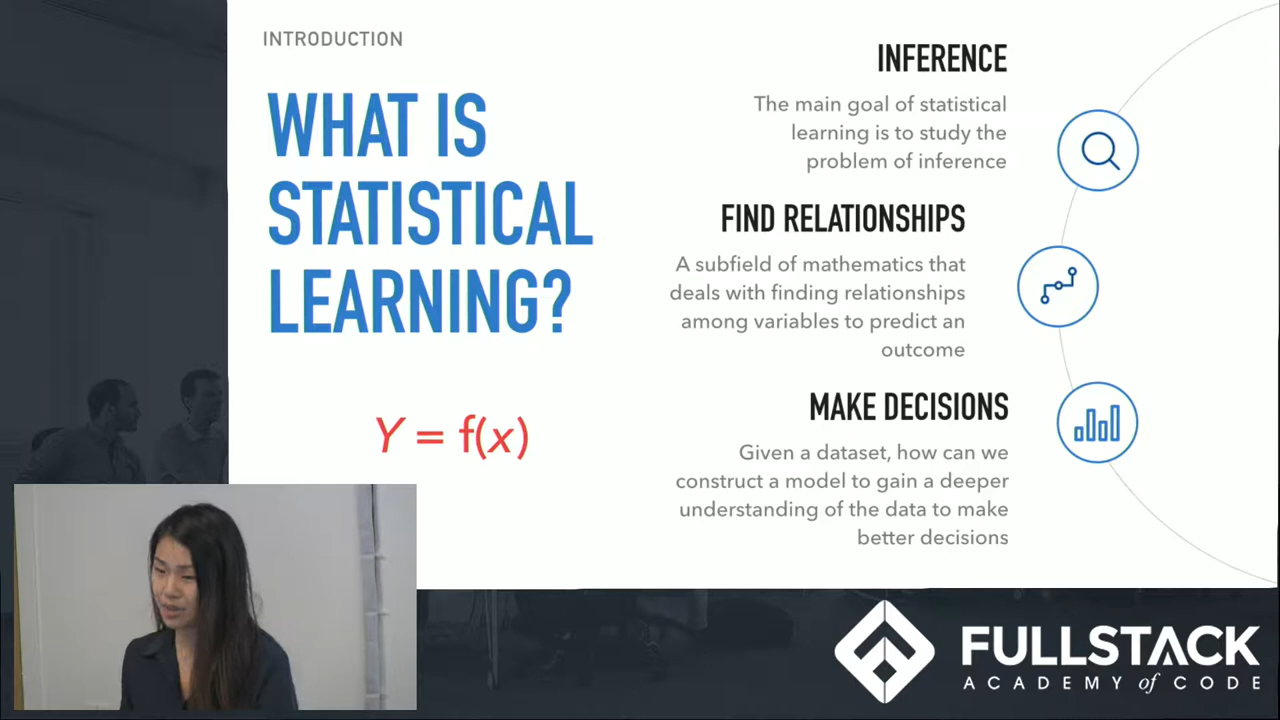 INTRODUCTION
WHAT IS
STATISTICAL
LEARNING?
Y = f(x)
INFERENCE
The main goal of statistical
learning is to study the
problem of inference
FIND RELATIONSHIPS
A subfield of mathematics that
deals with finding relationships
among variables to predict an
outcome
MAKE DECISIONS
Given a dataset, how can we
construct a model to gain a deeper
understanding of the data to make
better decisions
FULLSTACK
ACADEMY of CODE